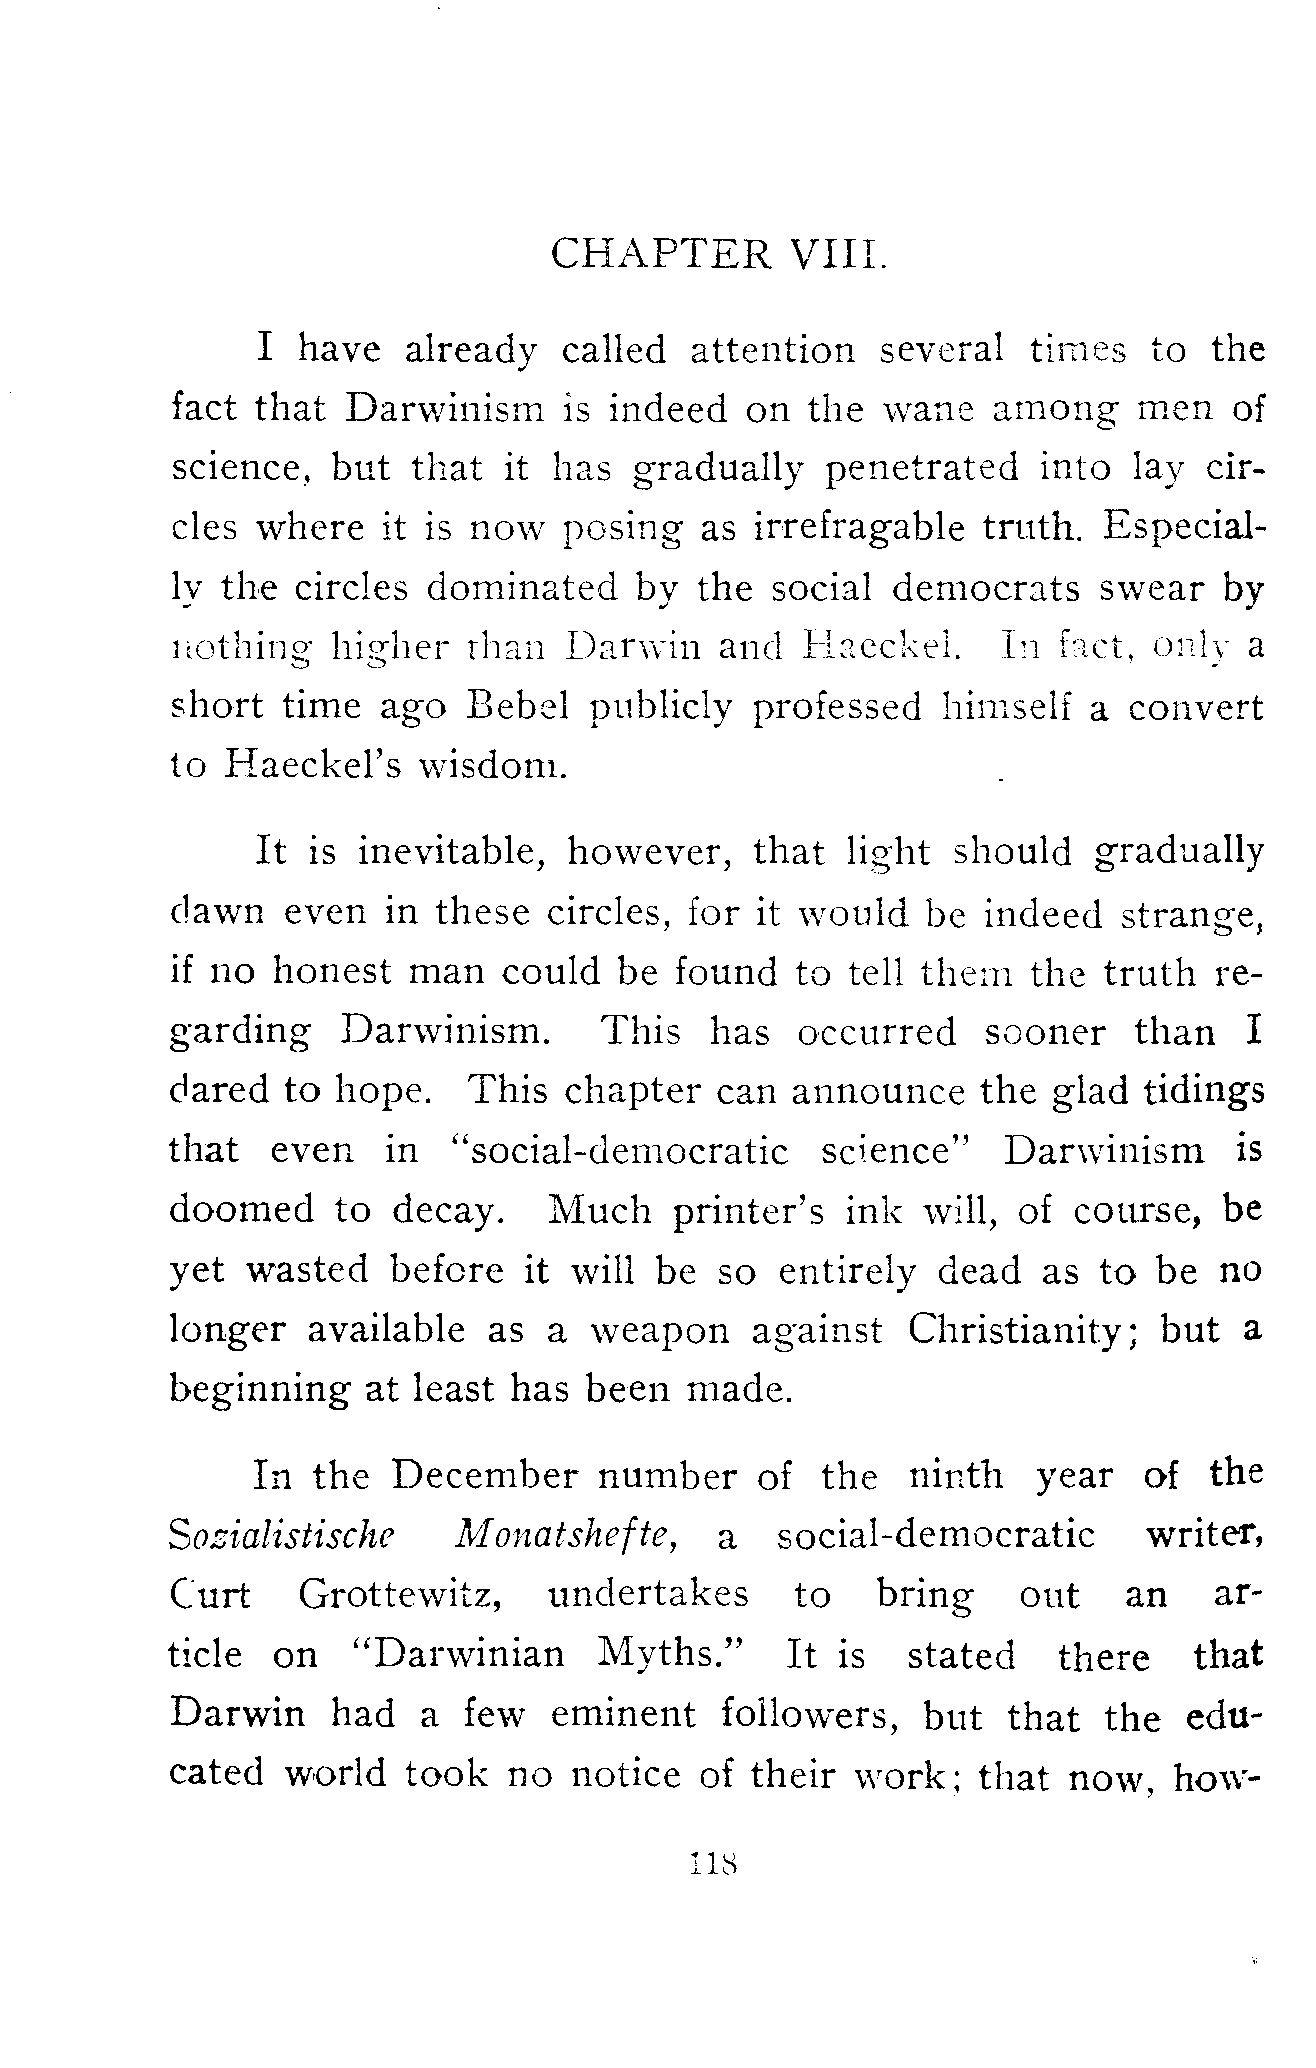 CHAPTER VIII.
I have already called attention several times to the
fact that Darwinism is indeed on the wane among men of
science, but that it has gradually penetrated into lay cir-
cles where it is now posing as irrefragable truth. Especial-
ly the circles dominated by the social democrats swear by
nothing higher than Darwin and Haeckel. In fact, only a
short time ago Bebel publicly professed himself a convert
to Haeckel's wisdom.
It is inevitable, however, that light should gradually
dawn even in these circles, for it would be indeed strange,
if no honest man could be found to tell them the truth re-
garding Darwinism. This has occurred sooner than I
dared to hope. This chapter can announce the glad tidings
that even in “social-democratic science” Darwinism is
doomed to decay. Much printer's ink will, of course, be
yet wasted before it will be so entirely dead as to be no
longer available as a weapon against Christianity; but a
beginning at least has been made.
In the December number of the ninth year of the
Sozialistische Monatshefte, a social-democratic writer,
Curt Grottewitz, undertakes to bring out an ar-
ticle on “Darwinian Myths.” It is stated there that
Darwin had a few eminent followers, but that the edu-
cated world took no notice of their work; that now, how-
118